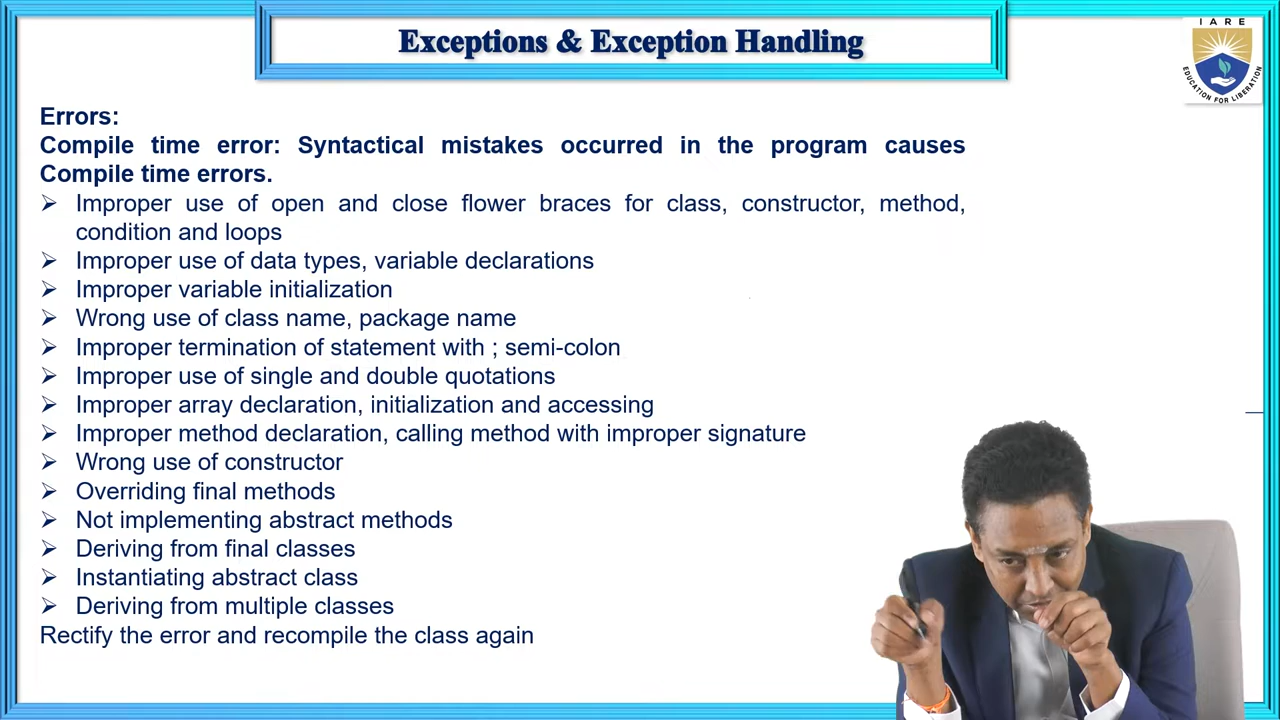 Exceptions & Exception Handling
I A R E
EDUCATION FOR LIBERATION
Errors:
Compile time error: Syntactical mistakes occurred in the program causes
Compile time errors.
➢ Improper use of open and close flower braces for class, constructor, method,
condition and loops
➢ Improper use of data types, variable declarations
➢ Improper variable initialization
➢ Wrong use of class name, package name
➢ Improper termination of statement with ; semi-colon
➢ Improper use of single and double quotations
➢ Improper array declaration, initialization and accessing
➢ Improper method declaration, calling method with improper signature
➢ Wrong use of constructor
➢ Overriding final methods
➢ Not implementing abstract methods
➢ Deriving from final classes
➢ Instantiating abstract class
➢ Deriving from multiple classes
Rectify the error and recompile the class again